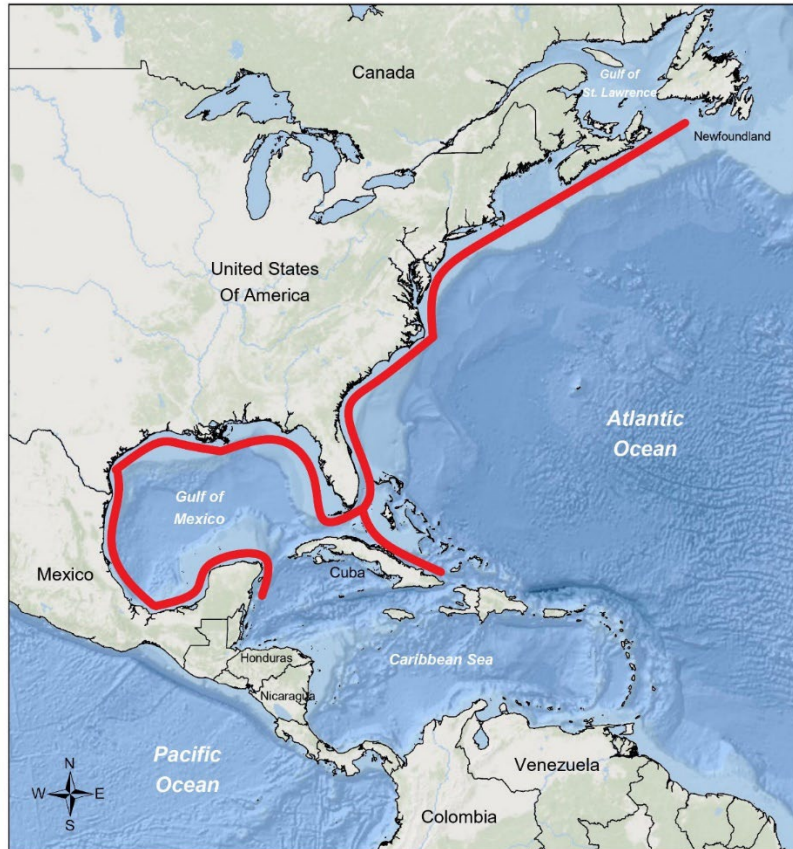 Canada
Gulf of
St. Lawrence
Newfoundland
United States
Of America
Atlantic
Ocean
Gulf of
Mexico
Mexico
Cuba
Honduras
Caribbean Sea
Nicaragua
Pacific
Ocean
Venezuela
Colombia
N
W
E
S